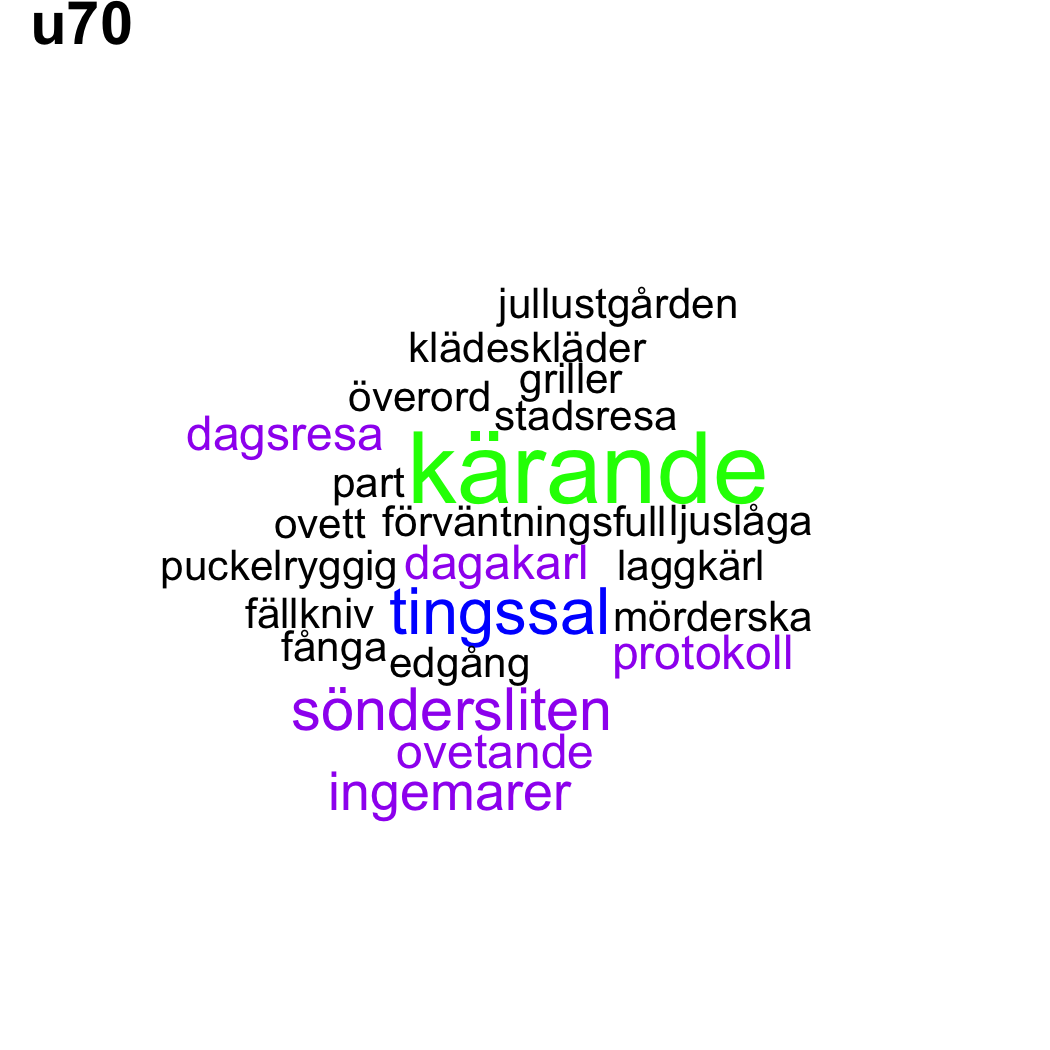 u70
jullustgården
klädeskläder
griller
överord
stadsresa
dagsresa
kärande
part
ovett förväntningsfull ljuslåga
puckelryggig dagakarl laggkärl
fällkniv tingssal mörderska
fånga
edgång
protokoll
söndersliten
ovetande
ingemarer